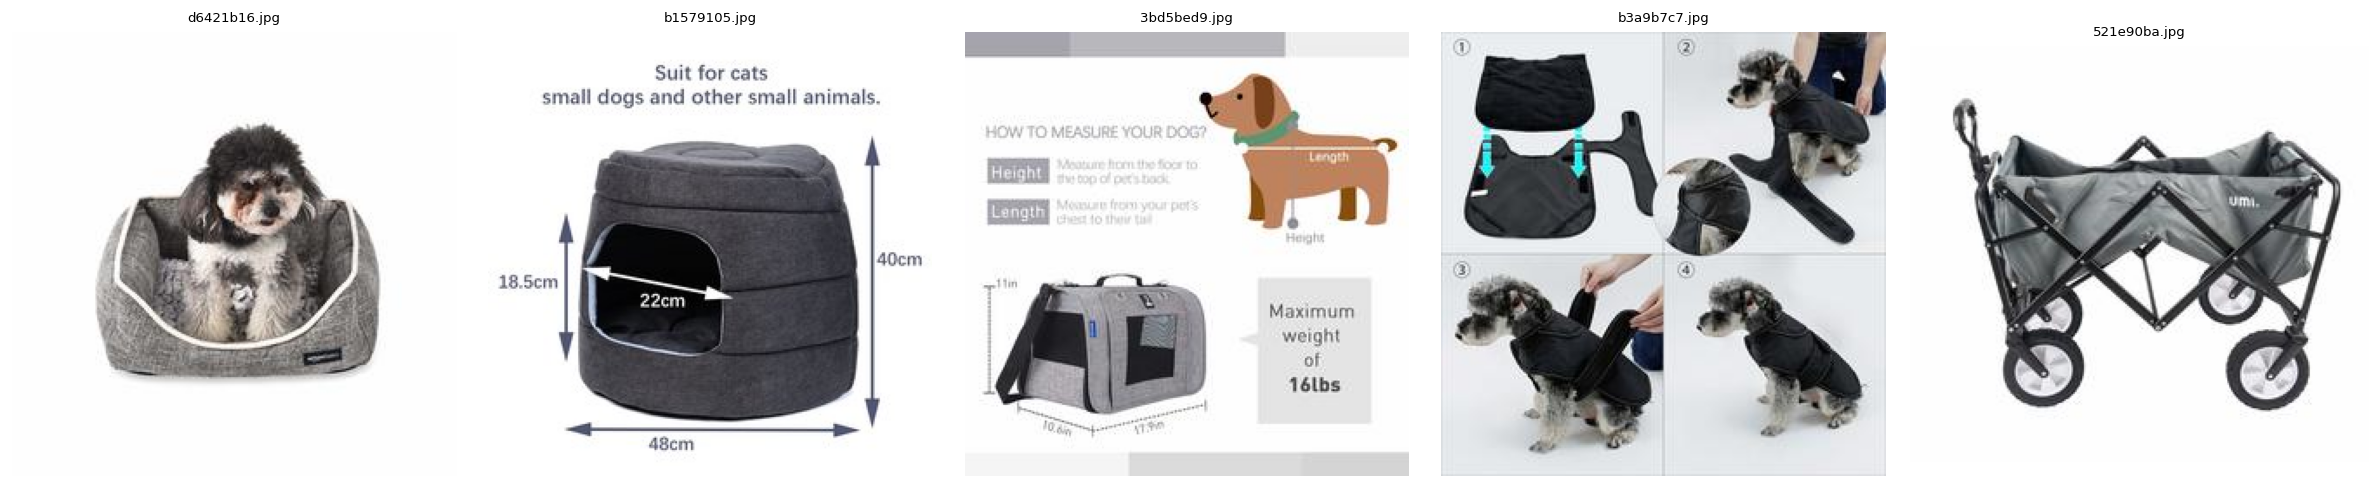 d6421b16.jpg
b1579105.jpg
3bd5bed9.jpg
b3a9b7c7.jpg
521e90ba.jpg
Suit for cats
small dogs and other small animals.
18.5cm
22cm
40cm
48cm
HOW TO MEASURE YOUR DOG?
Height
Measure from the floor to
the top of pet's back.
Length
Measure from your pet's
chest to their tail
Length
Height
11in
10.6in
17.9in
Maximum
weight
of
16lbs
1
2
3
4
umi.